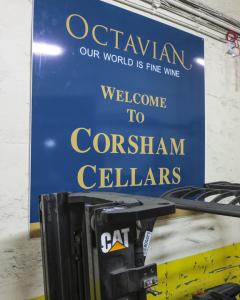 OCTAVIAN
OUR WORLD IS FINE WINE
WELCOME
TO
CORSHAM
CELLARS
CAT